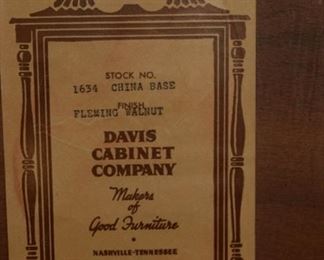 STOCK NO.
1634 CHINA BASE
FINISH
FLEMING WALNUT
DAVIS
CABINET
COMPANY
Makers
of
Good Furniture
•
NASHVILLE-TENNESSEE